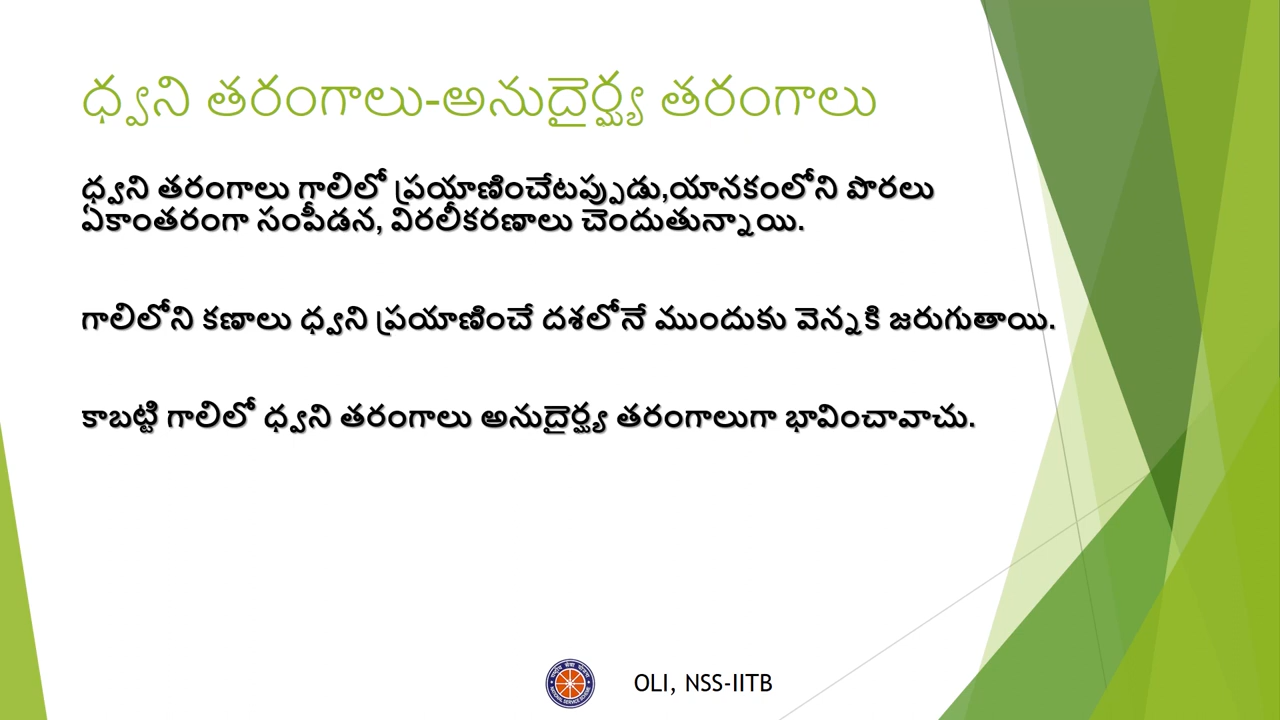 ధ్వని తరంగాలు-అనుదైర్ఘ్య తరంగాలు
ధ్వని తరంగాలు గాలిలో ప్రయాణించేటప్పుడు,యానకంలోని పొరలు
ఏకాంతరంగా సంపీడన, విరలీకరణాలు చెందుతున్నాయి.
గాలిలోని కణాలు ధ్వని ప్రయాణించే దశలోనే ముందుకు వెన్నకి జరుగుతాయి.
కాబట్టి గాలిలో ధ్వని తరంగాలు అనుదైర్ఘ్య తరంగాలుగా భావించావాచు.
OLI, NSS-IITB